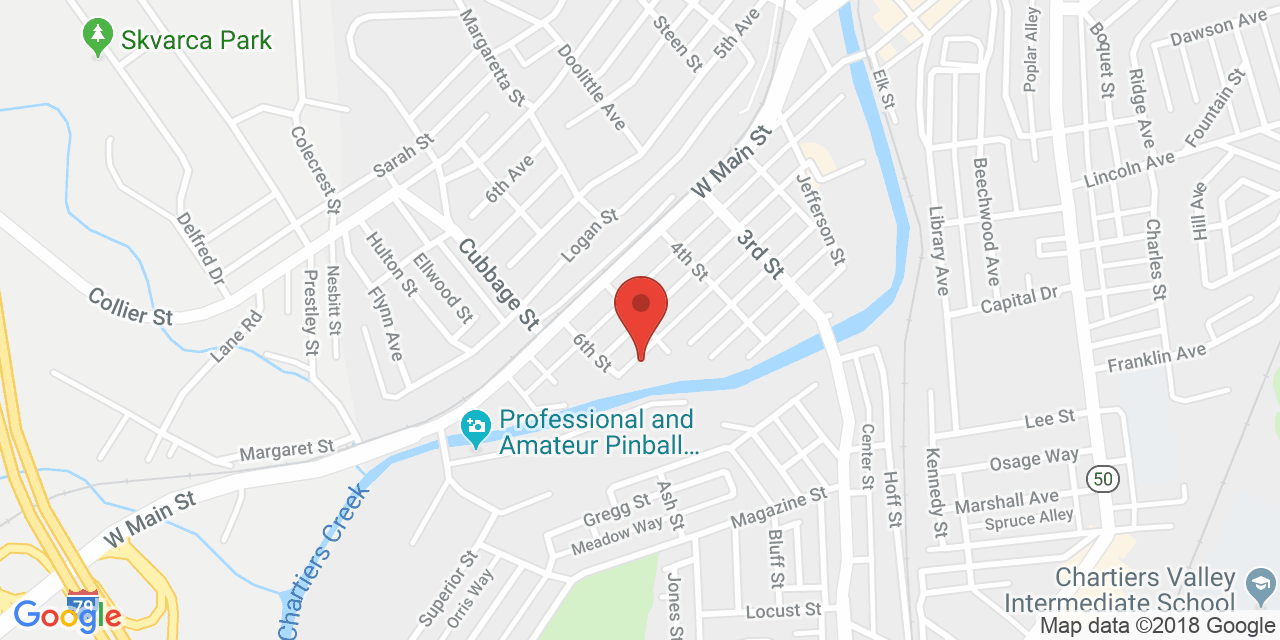 Skvarca Park
Margaretta St
Doolittle Ave
Steen St
5th Ave
Elk St
Poplar Alley
Boquet St
Dawson Ave
Ridge Ave
Fountain St
Colecrest St
Sarah St
6th Ave
W Main St
Jefferson St
Beechwood Ave
Lincoln Ave
Hill Ave
Delfred Dr
Logan St
4th St
3rd St
Library Ave
Charles St
Collier St
Hulton St
Ellwood St
Cubbage St
Capital Dr
Nesbitt St
Prestley St
Lane Rd
Flynn Ave
6th St
Franklin Ave
Margaret St
Professional and
Amateur Pinball...
Lee St
Center St
Osage Way
50
W Main St
Chartiers Creek
Gregg St
Ash St
Magazine St
Hoff St
Kennedy St
Marshall Ave
Spruce Alley
Meadow Way
Bluff St
Superior St
Orris Way
Jones St
Locust St
Chartiers Valley
Intermediate School
79
Google
Map data ©2018 Google